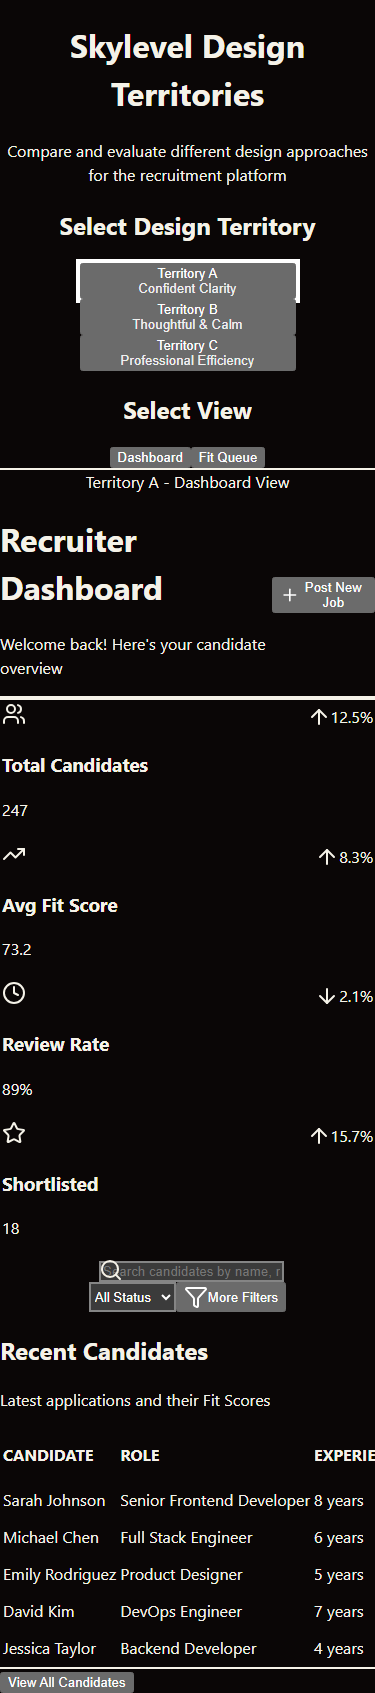 Skylevel Design
Territories
Compare and evaluate different design approaches
for the recruitment platform
Select Design Territory
Territory A
Confident Clarity
Territory B
Thoughtful & Calm
Territory C
Professional Efficiency
Select View
Dashboard Fit Queue
Territory A - Dashboard View
Recruiter
Dashboard
Post New
Job
Welcome back! Here's your candidate
overview
12.5%
Total Candidates
247
8.3%
Avg Fit Score
73.2
2.1%
Review Rate
89%
15.7%
Shortlisted
18
Search candidates by name, r
All Status More Filters
Recent Candidates
Latest applications and their Fit Scores
CANDIDATE ROLE EXPERIE
Sarah Johnson Senior Frontend Developer 8 years
Michael Chen Full Stack Engineer 6 years
Emily Rodriguez Product Designer 5 years
David Kim DevOps Engineer 7 years
Jessica Taylor Backend Developer 4 years
View All Candidates